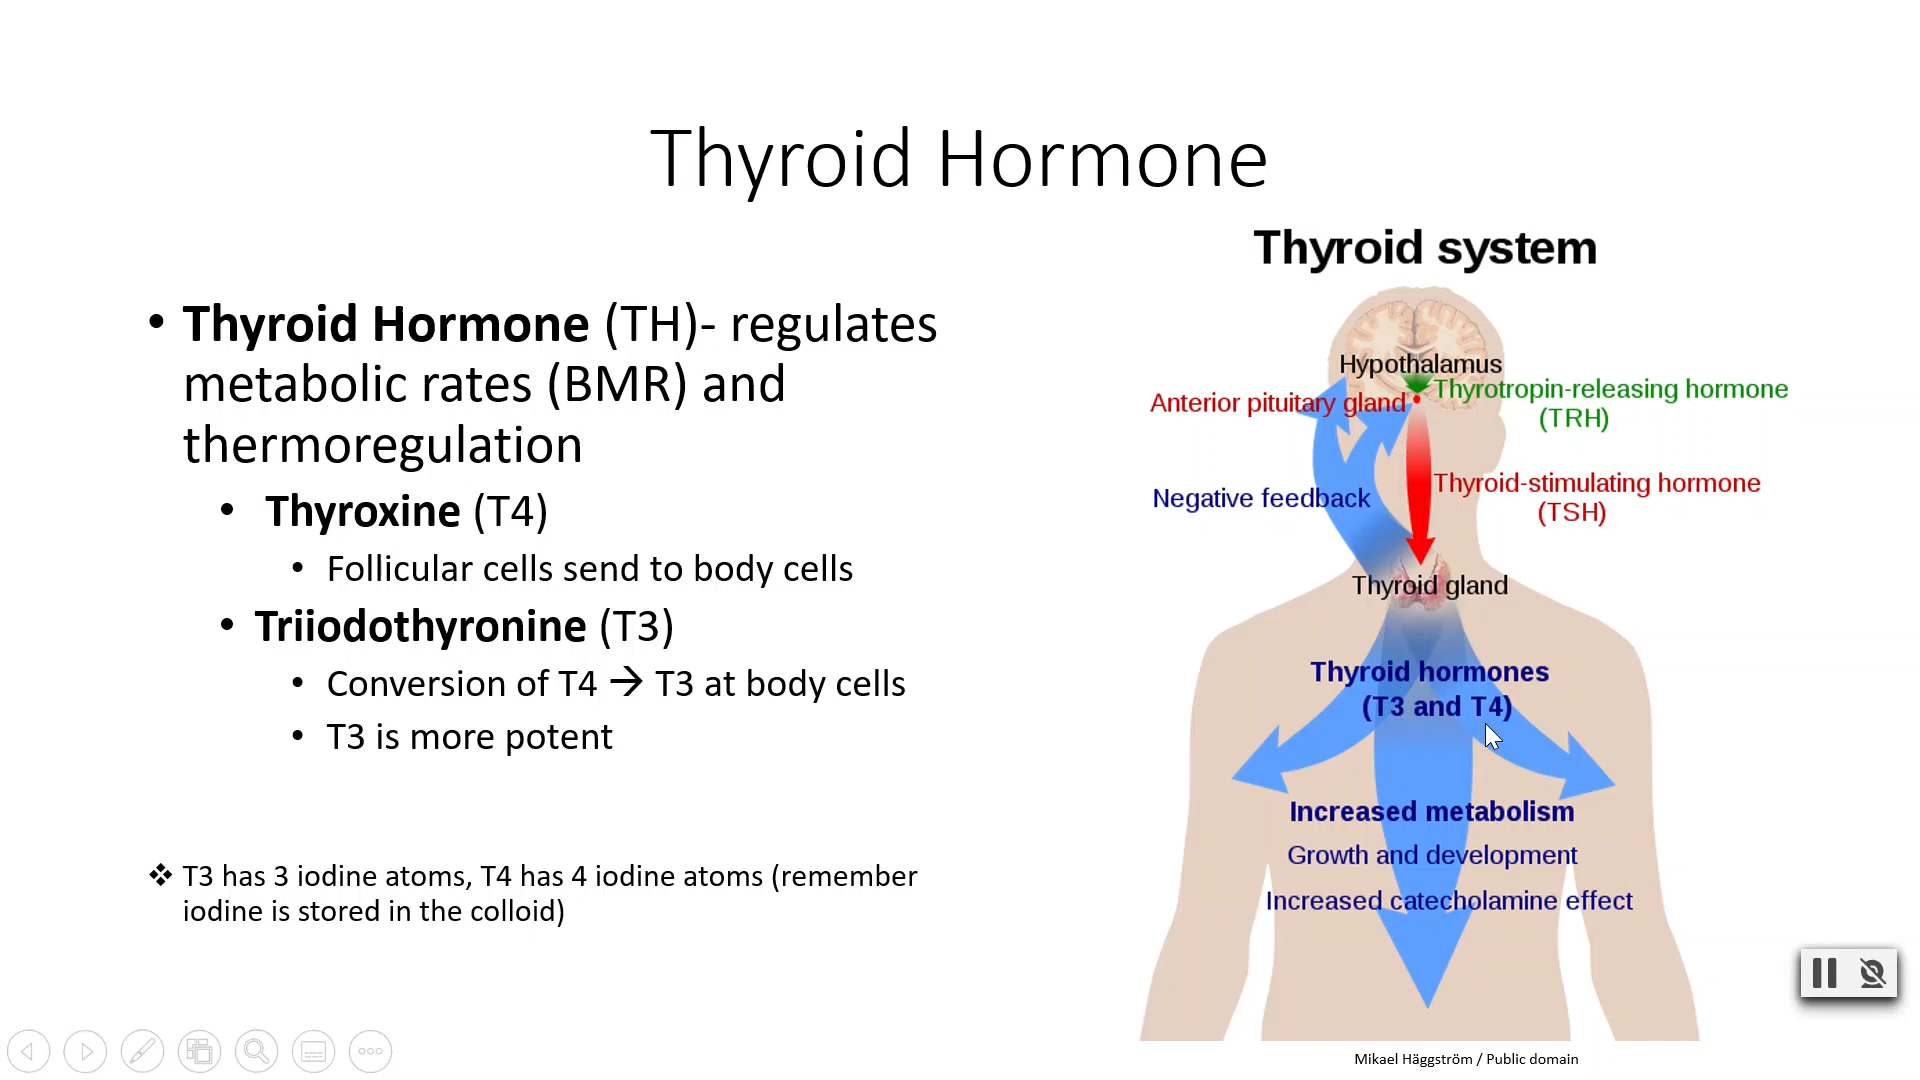 Thyroid Hormone
• Thyroid Hormone (TH)- regulates
metabolic rates (BMR) and
thermoregulation
• Thyroxine (T4)
• Follicular cells send to body cells
• Triiodothyronine (T3)
• Conversion of T4 → T3 at body cells
• T3 is more potent
❖ T3 has 3 iodine atoms, T4 has 4 iodine atoms (remember
iodine is stored in the colloid)
Thyroid system
Hypothalamus
Thyrotropin-releasing hormone
(TRH)
Anterior pituitary gland
Thyroid-stimulating hormone
(TSH)
Negative feedback
Thyroid gland
Thyroid hormones
(T3 and T4)
Increased metabolism
Growth and development
Increased catecholamine effect
Mikael Häggström / Public domain